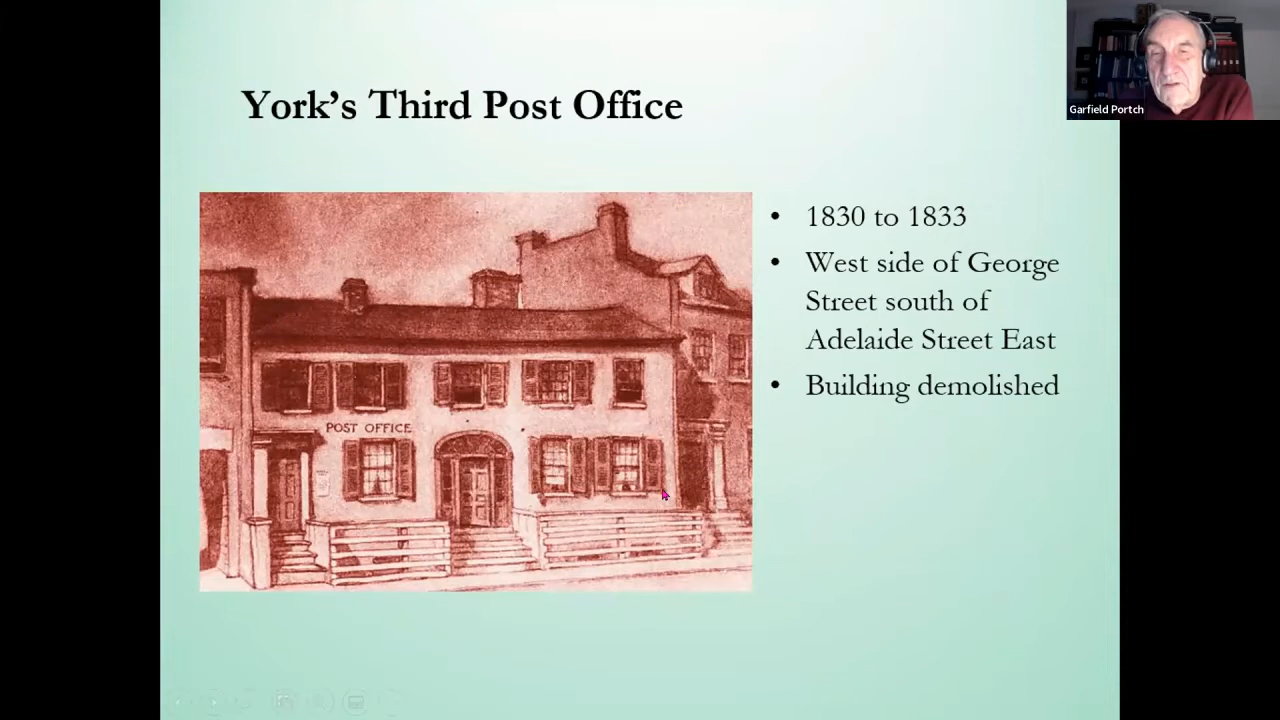 York’s Third Post Office
Garfield Portch
POST OFFICE
• 1830 to 1833
• West side of George
Street south of
Adelaide Street East
• Building demolished